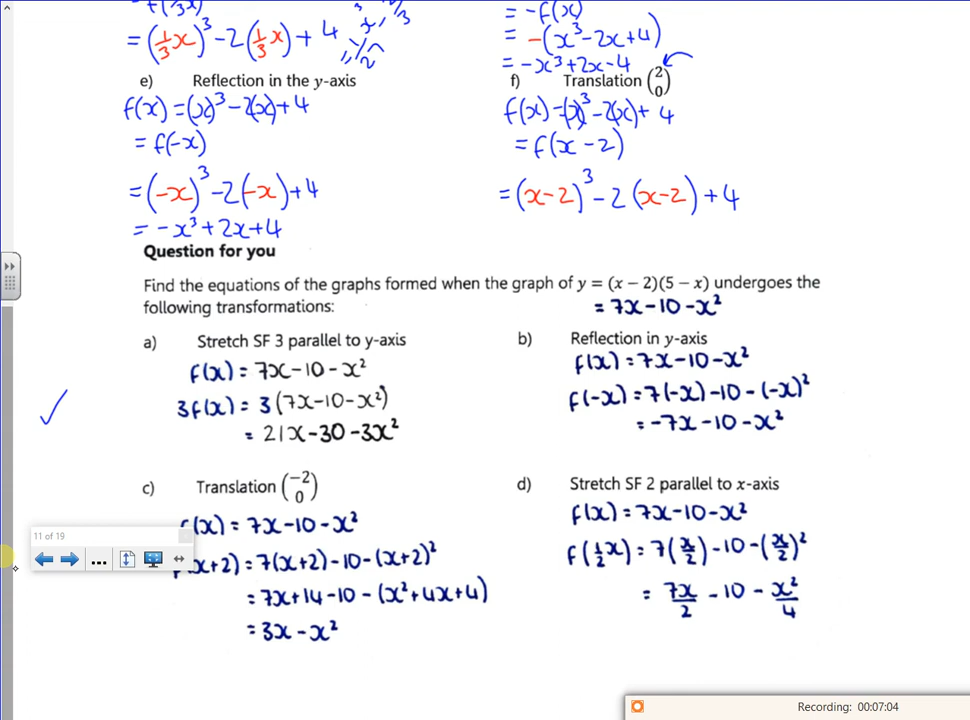 = (1/3x)³ - 2(1/3x) + 4
= -f(x)
= -(x³ - 2x + 4)
= -x³ + 2x - 4
e) Reflection in the y-axis
f(x) = (x)³ - 2(x) + 4
= f(-x)
= (-x)³ - 2(-x) + 4
= -x³ + 2x + 4
f) Translation (2 0)
f(x) = (x)³ - 2(x) + 4
= f(x - 2)
= (x-2)³ - 2(x-2) + 4
Question for you
Find the equations of the graphs formed when the graph of y = (x – 2)(5 – x) undergoes the
following transformations:
= 7x - 10 - x²
a) Stretch SF 3 parallel to y-axis
f(x) = 7x - 10 - x²
3f(x) = 3(7x - 10 - x²)
= 21x - 30 - 3x²
b) Reflection in y-axis
f(x) = 7x - 10 - x²
f(-x) = 7(-x) - 10 - (-x)²
= -7x - 10 - x²
c) Translation (−2 0)
f(x) = 7x - 10 - x²
(x+2) = 7(x+2) - 10 - (x+2)²
= 7x + 14 - 10 - (x² + 4x + 4)
= 3x - x²
d) Stretch SF 2 parallel to x-axis
f(x) = 7x - 10 - x²
f(½x) = 7(x/2) - 10 - (x/2)²
= 7x/2 - 10 - x²/4
11 of 19
Recording: 00:07:04